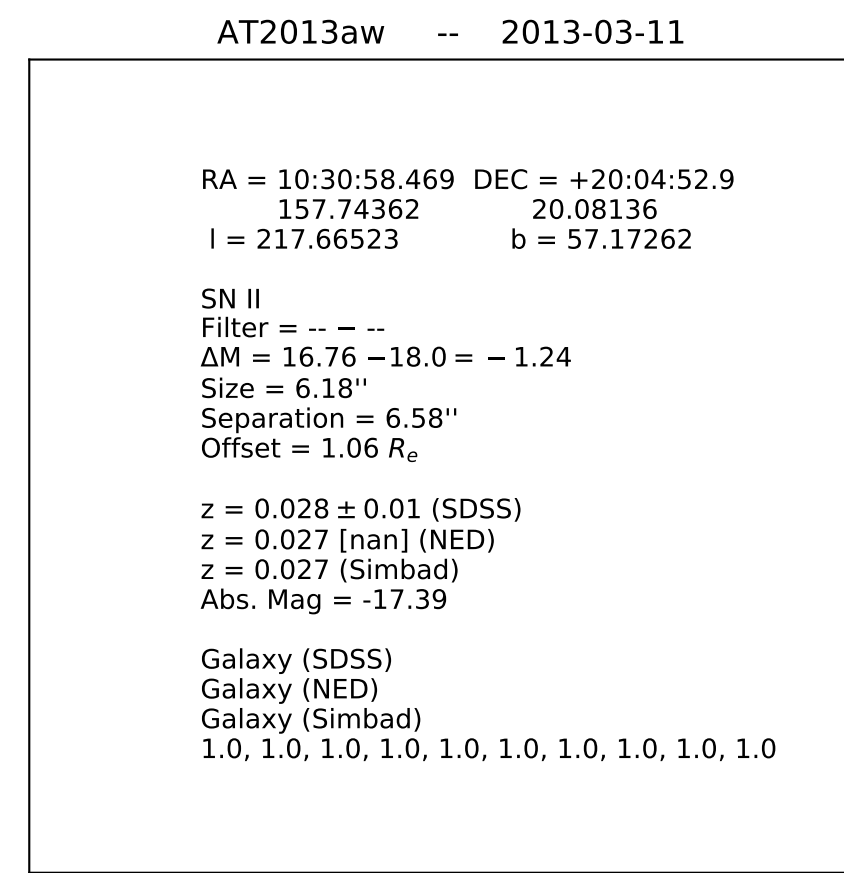 AT2013aw -- 2013-03-11
RA = 10:30:58.469 DEC = +20:04:52.9
157.74362 20.08136
l = 217.66523 b = 57.17262
SN II
Filter = -- − --
ΔM = 16.76 −18.0 = − 1.24
Size = 6.18''
Separation = 6.58''
Offset = 1.06 Rₑ
z = 0.028 ± 0.01 (SDSS)
z = 0.027 [nan] (NED)
z = 0.027 (Simbad)
Abs. Mag = -17.39
Galaxy (SDSS)
Galaxy (NED)
Galaxy (Simbad)
1.0, 1.0, 1.0, 1.0, 1.0, 1.0, 1.0, 1.0, 1.0, 1.0